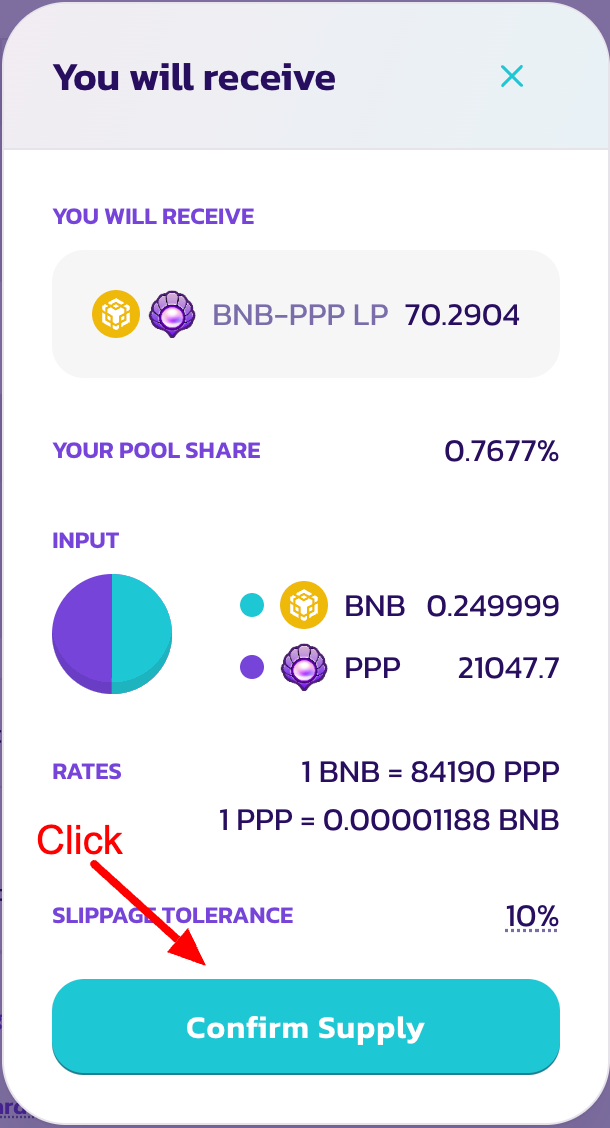 You will receive
YOU WILL RECEIVE
BNB-PPP LP 70.2904
YOUR POOL SHARE 0.7677%
INPUT
BNB 0.249999
PPP 21047.7
RATES 1 BNB = 84190 PPP
1 PPP = 0.00001188 BNB
Click
SLIPPAGE TOLERANCE 10%
Confirm Supply